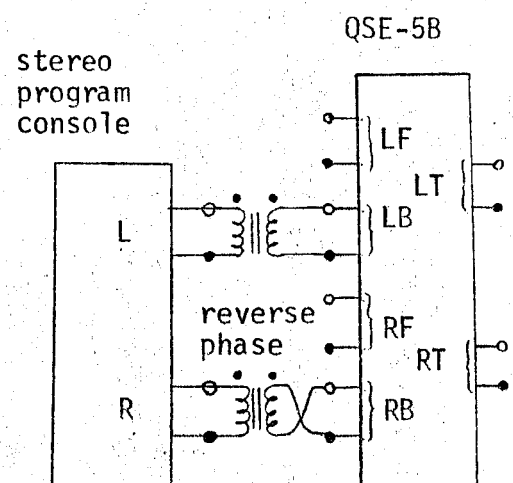 QSE-5B
stereo
program
console
LF
LT
L
LB
reverse
phase
RF
RT
R
RB